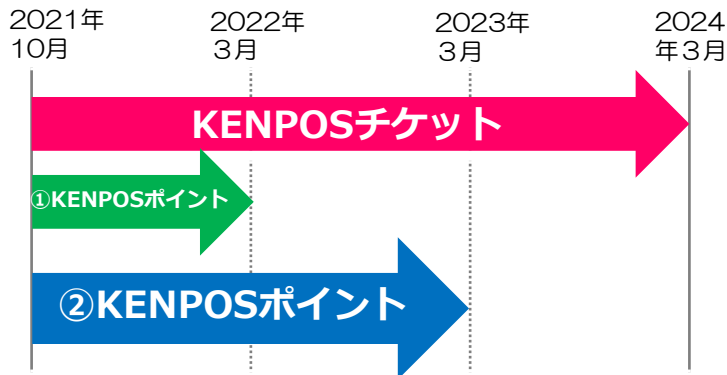 2021年
10月
2022年
3月
2023年
3月
2024
年3月
KENPOSチケット
①KENPOSポイント
②KENPOSポイント